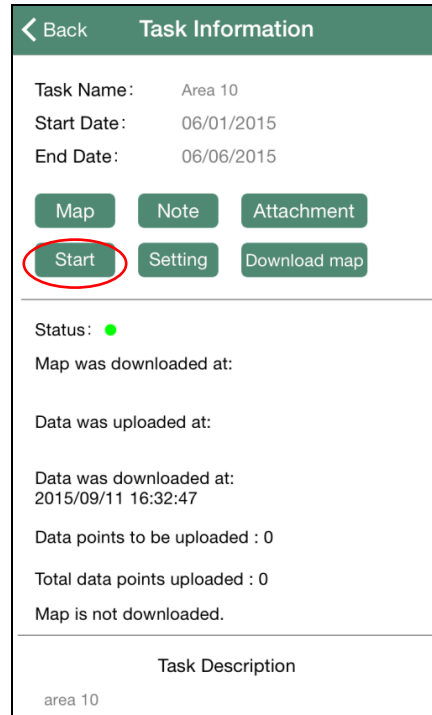 Back Task Information
Task Name: Area 10
Start Date: 06/01/2015
End Date: 06/06/2015
Map Note Attachment
Start Setting Download map
Status:
Map was downloaded at:
Data was uploaded at:
Data was downloaded at:
2015/09/11 16:32:47
Data points to be uploaded : 0
Total data points uploaded : 0
Map is not downloaded.
Task Description
area 10